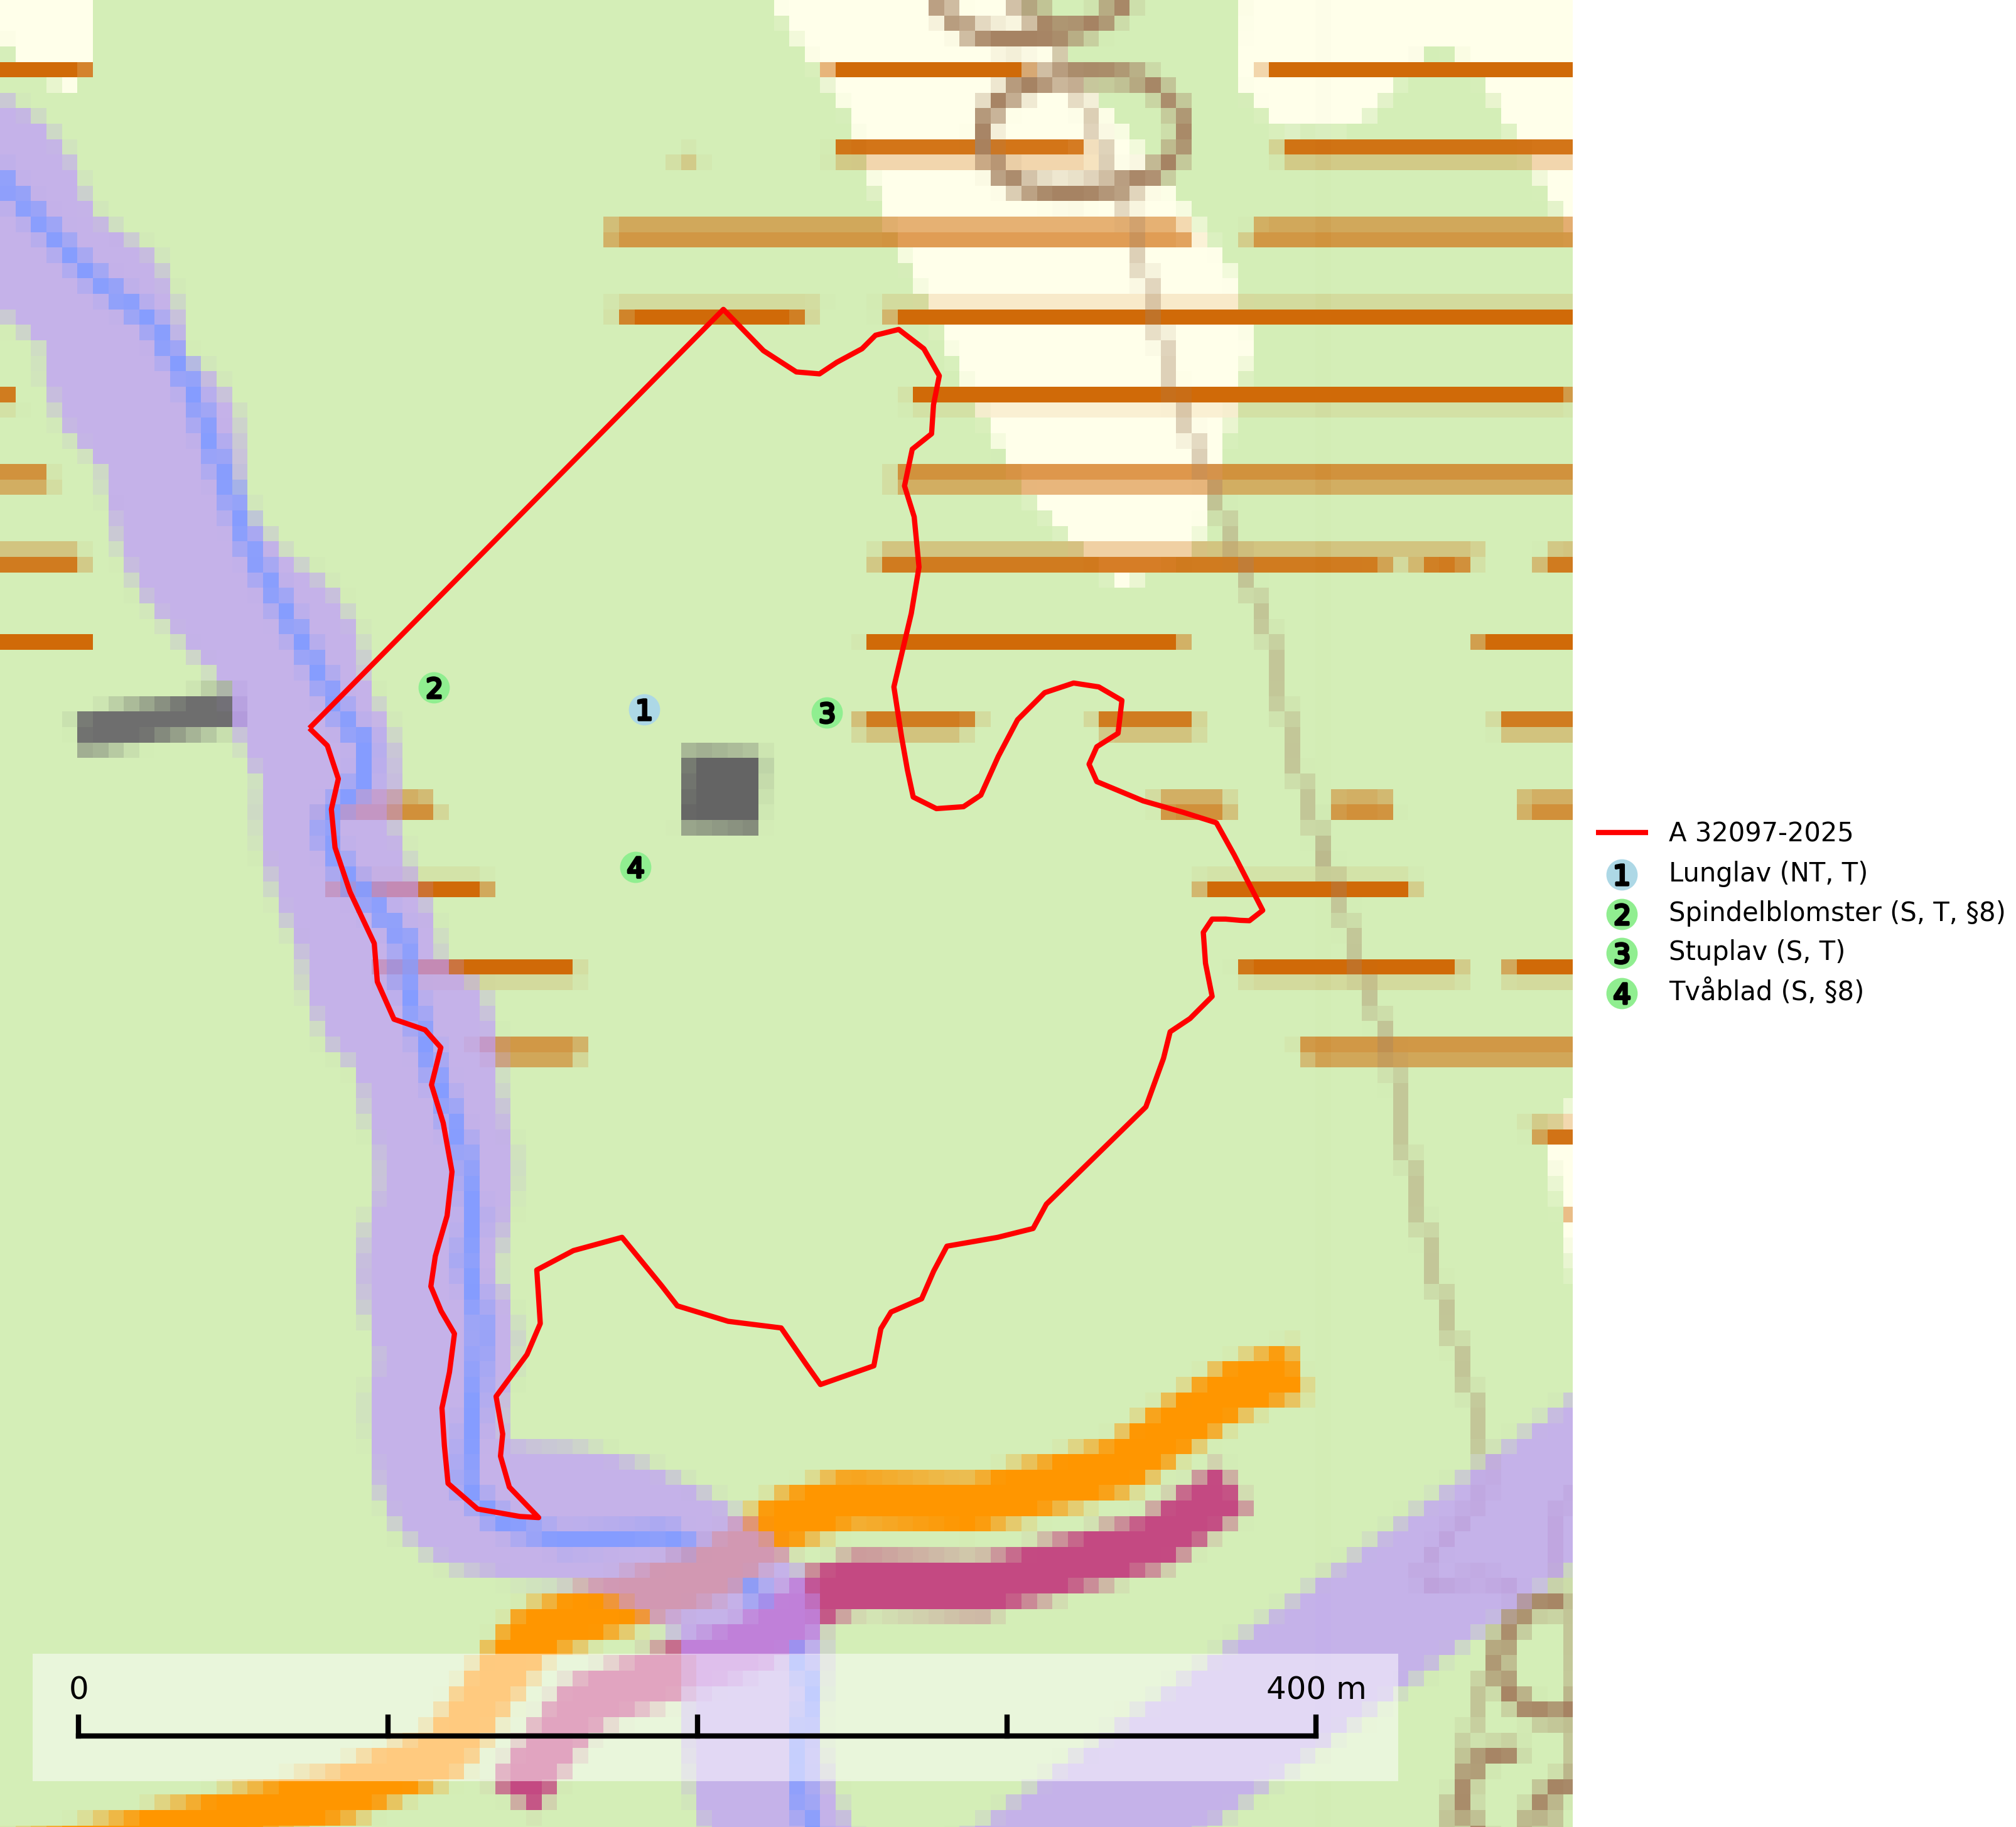 2
1
3
4
A 32097-2025
1 Lunglav (NT, T)
2 Spindelblomster (S, T, §8)
3 Stuplav (S, T)
4 Tvåblad (S, §8)
0 400 m